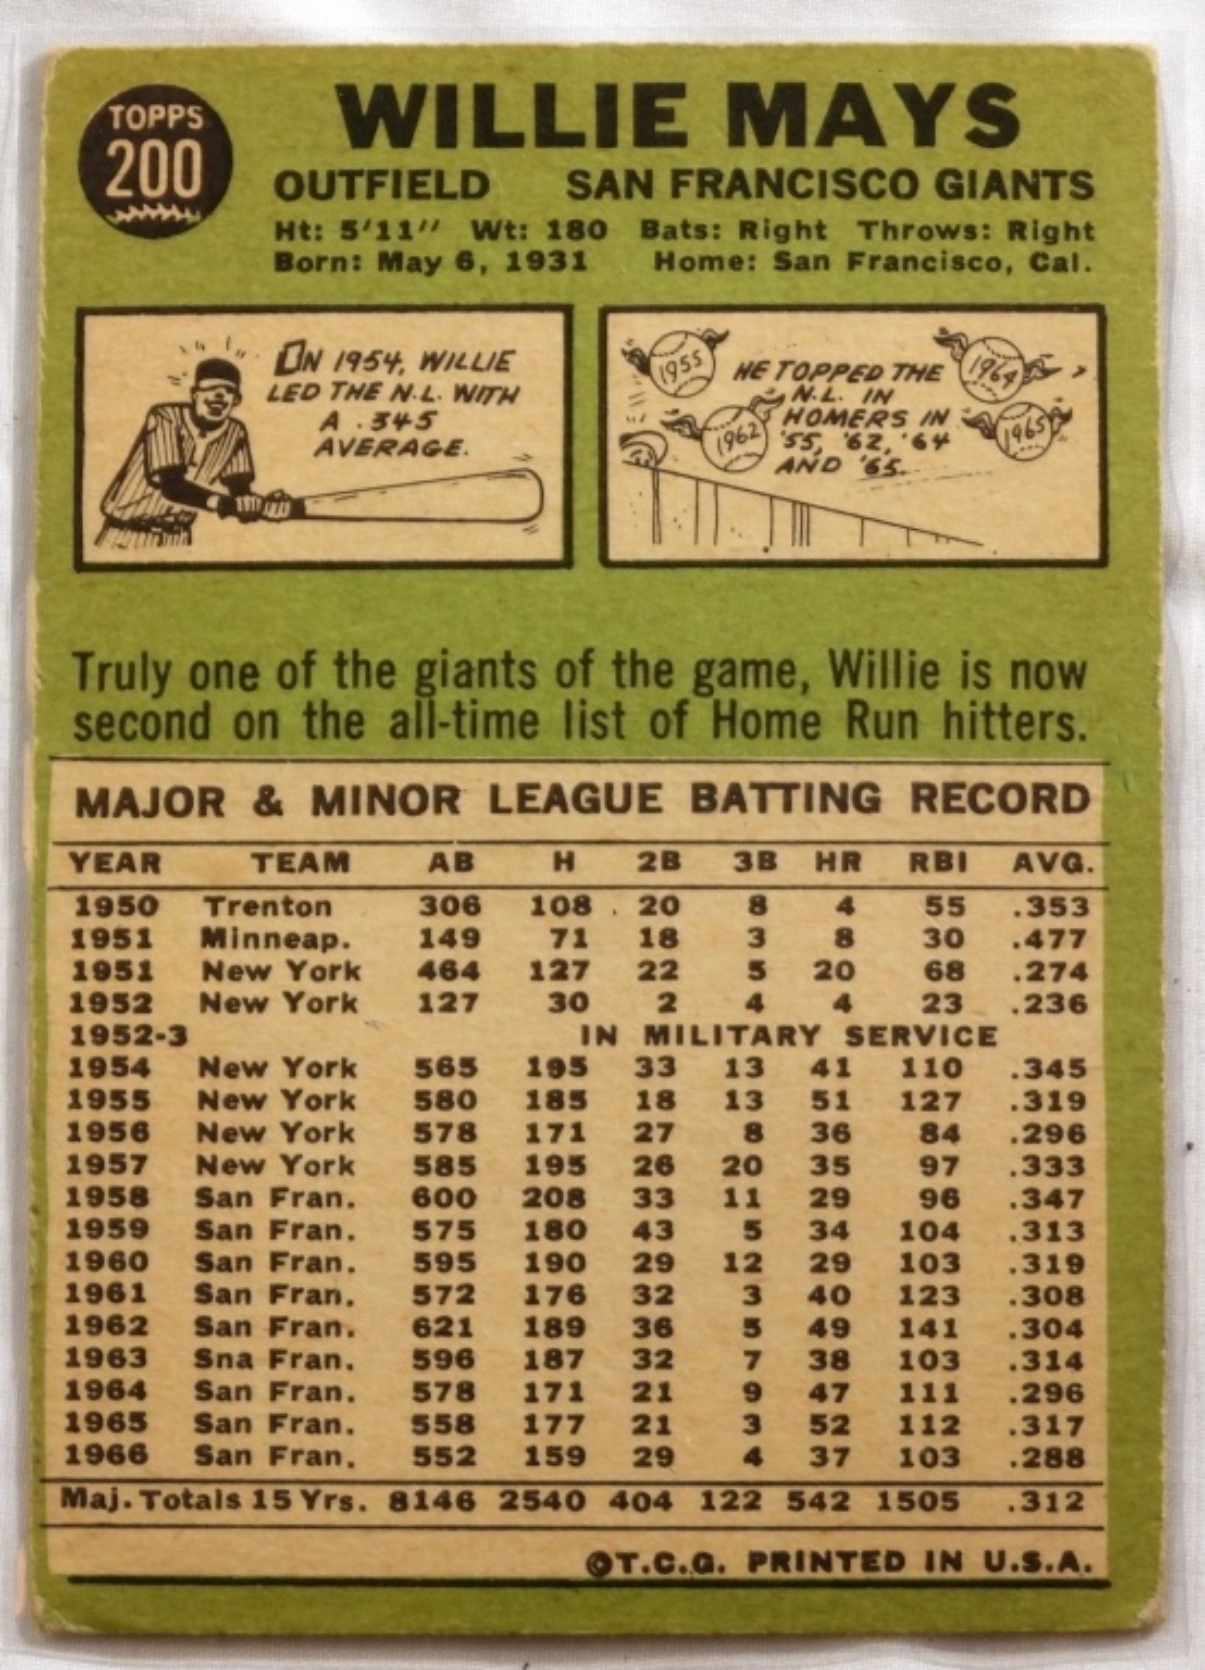 TOPPS
200
WILLIE MAYS
OUTFIELD SAN FRANCISCO GIANTS
Ht: 5'11" Wt: 180 Bats: Right Throws: Right
Born: May 6, 1931 Home: San Francisco, Cal.
IN 1954, WILLIE
LED THE N.L. WITH
A .345
AVERAGE.
1955
1964
1962
1965
HE TOPPED THE
N.L. IN
HOMERS IN
'55, '62, '64
AND '65.
Truly one of the giants of the game, Willie is now
second on the all-time list of Home Run hitters.
MAJOR & MINOR LEAGUE BATTING RECORD
YEAR TEAM AB H 2B 3B HR RBI AVG.
1950 Trenton 306 108 20 8 4 55 .353
1951 Minneap. 149 71 18 3 8 30 .477
1951 New York 464 127 22 5 20 68 .274
1952 New York 127 30 2 4 4 23 .236
1952-3 IN MILITARY SERVICE
1954 New York 565 195 33 13 41 110 .345
1955 New York 580 185 18 13 51 127 .319
1956 New York 578 171 27 8 36 84 .296
1957 New York 585 195 26 20 35 97 .333
1958 San Fran. 600 208 33 11 29 96 .347
1959 San Fran. 575 180 43 5 34 104 .313
1960 San Fran. 595 190 29 12 29 103 .319
1961 San Fran. 572 176 32 3 40 123 .308
1962 San Fran. 621 189 36 5 49 141 .304
1963 Sna Fran. 596 187 32 7 38 103 .314
1964 San Fran. 578 171 21 9 47 111 .296
1965 San Fran. 558 177 21 3 52 112 .317
1966 San Fran. 552 159 29 4 37 103 .288
Maj. Totals 15 Yrs. 8146 2540 404 122 542 1505 .312
©T.C.G. PRINTED IN U.S.A.